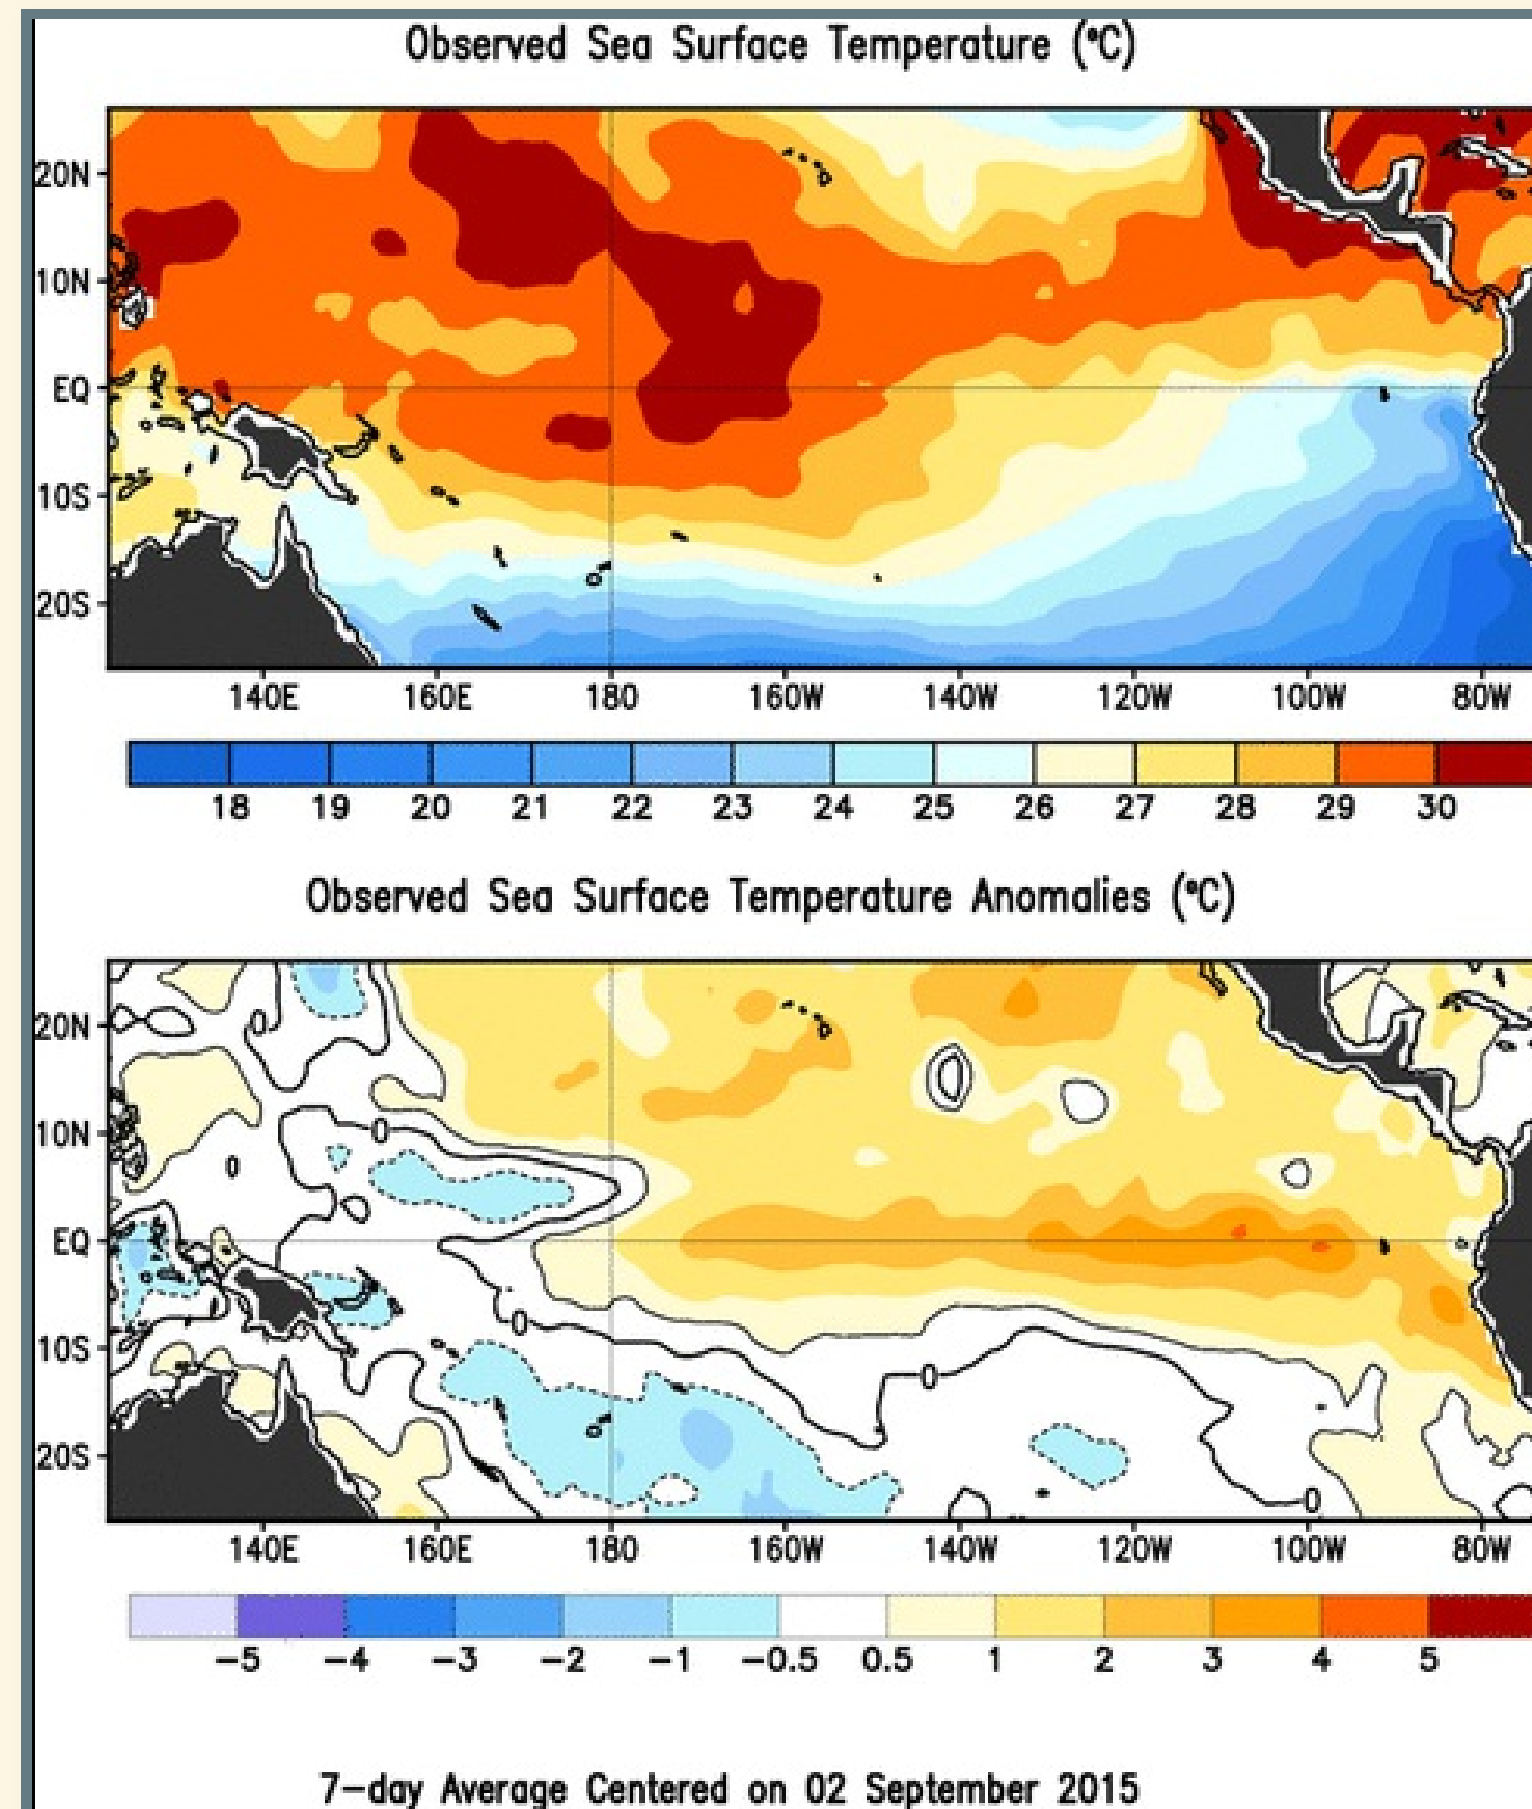 Observed Sea Surface Temperature (°C)
20N
10N
EQ
10S
20S
140E 160E 180 160W 140W 120W 100W 80W
18 19 20 21 22 23 24 25 26 27 28 29 30
Observed Sea Surface Temperature Anomalies (°C)
20N
10N
EQ
10S
20S
0
0
0
0
0
0
140E 160E 180 160W 140W 120W 100W 80W
-5 -4 -3 -2 -1 -0.5 0.5 1 2 3 4 5
7-day Average Centered on 02 September 2015